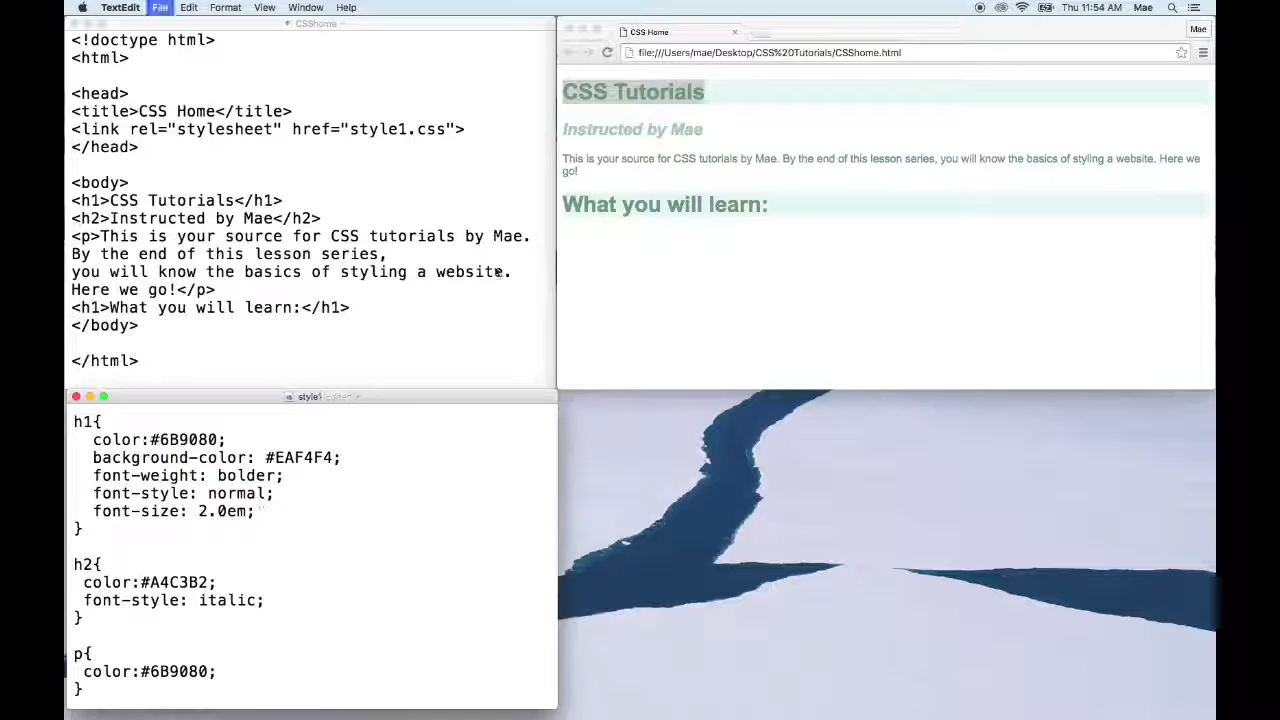 TextEdit File Edit Format View Window Help
Thu 11:54 AM Mae
CSShome
<!doctype html>
<html>
<head>
<title>CSS Home</title>
<link rel="stylesheet" href="style1.css">
</head>
<body>
<h1>CSS Tutorials</h1>
<h2>Instructed by Mae</h2>
<p>This is your source for CSS tutorials by Mae.
By the end of this lesson series,
you will know the basics of styling a website.
Here we go!</p>
<h1>What you will learn:</h1>
</body>
</html>
CSS Home
Mae
file:///Users/mae/Desktop/CSS%20Tutorials/CSShome.html
CSS Tutorials
Instructed by Mae
This is your source for CSS tutorials by Mae. By the end of this lesson series, you will know the basics of styling a website. Here we
go!
What you will learn:
style1 Edited
h1{
color:#6B9080;
background-color: #EAF4F4;
font-weight: bolder;
font-style: normal;
font-size: 2.0em;
}
h2{
color:#A4C3B2;
font-style: italic;
}
p{
color:#6B9080;
}